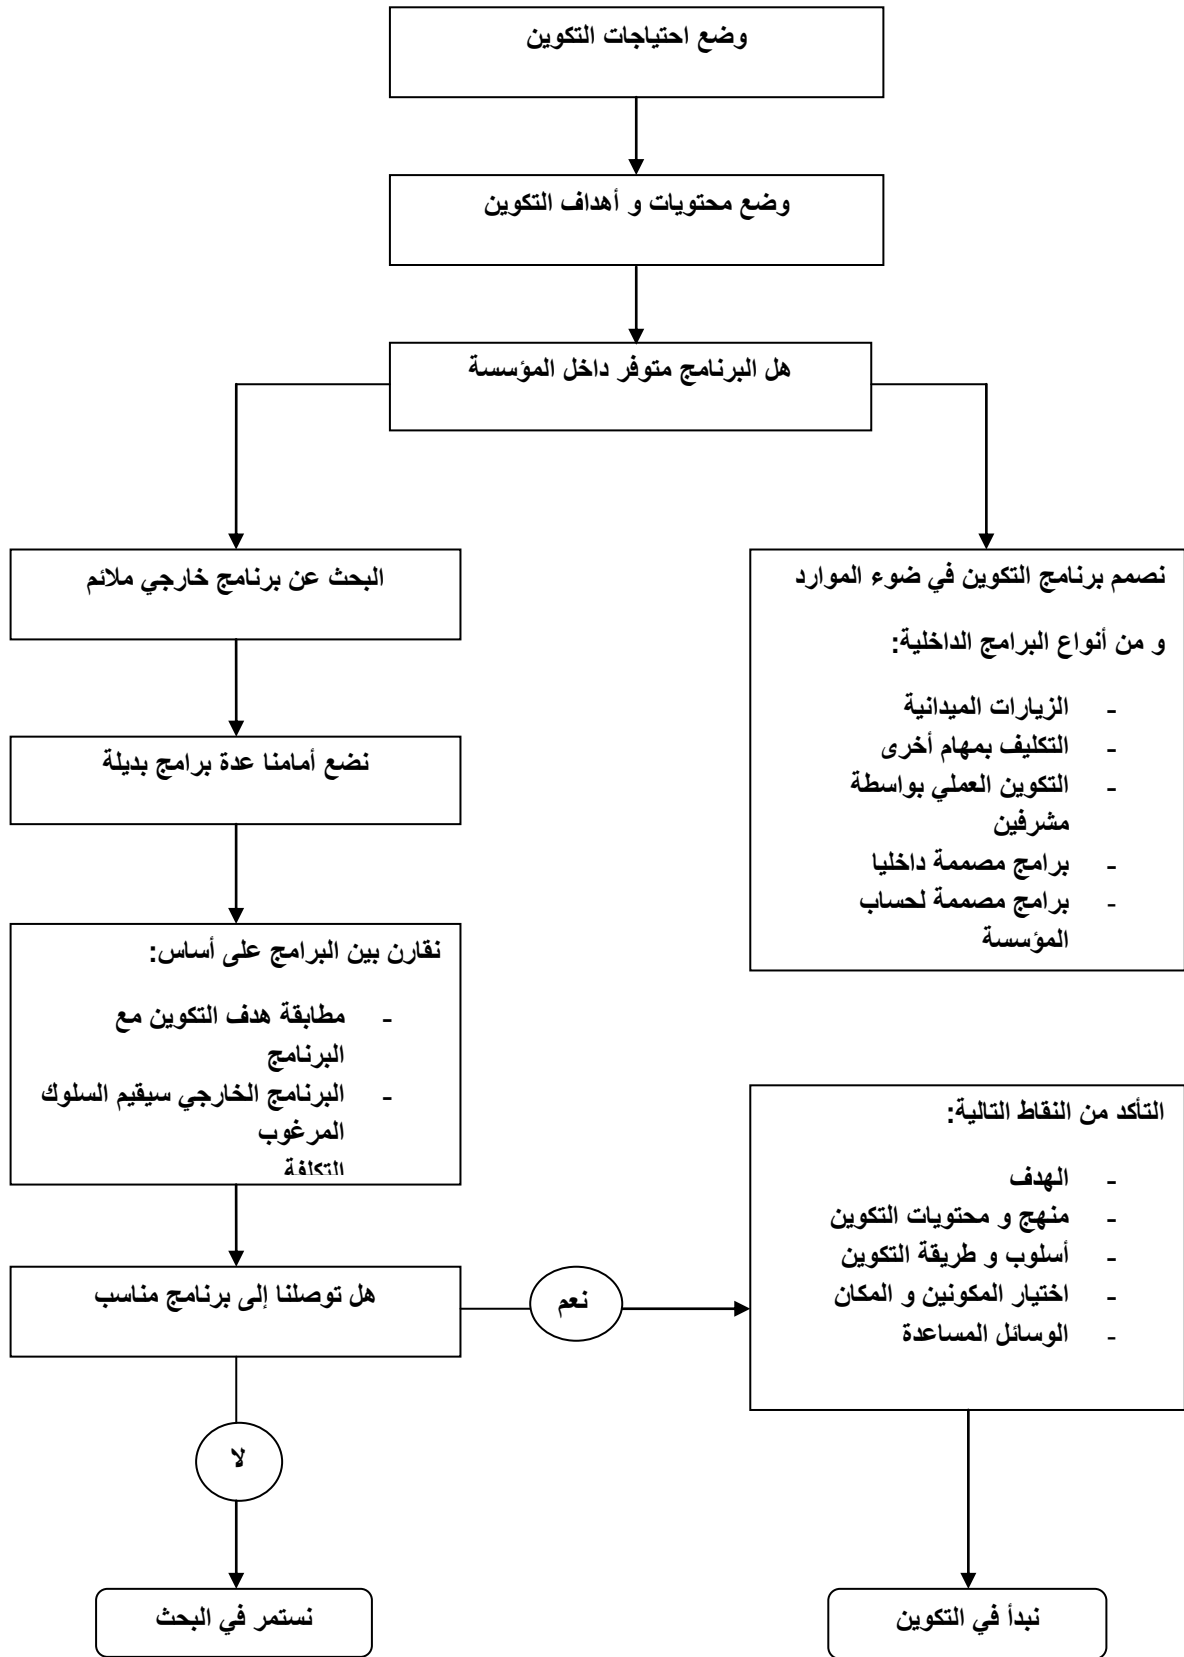 وضع احتياجات التكوين
وضع محتويات و أهداف التكوين
هل البرنامج متوفر داخل المؤسسة
نصمم برنامج التكوين في ضوء الموارد
و من أنواع البرامج الداخلية:
- الزيارات الميدانية
- التكليف بمهام أخرى
- التكوين العملي بواسطة
مشرفين
- برامج مصممة داخليا
- برامج مصممة لحساب
المؤسسة
البحث عن برنامج خارجي ملائم
نضع أمامنا عدة برامج بديلة
نقارن بين البرامج على أساس:
- مطابقة هدف التكوين مع
البرنامج
- البرنامج الخارجي سيقيم السلوك
المرغوب
التكلفة
هل توصلنا إلى برنامج مناسب
نعم
لا
التأكد من النقاط التالية:
- الهدف
- منهج و محتويات التكوين
- أسلوب و طريقة التكوين
- اختيار المكونين و المكان
- الوسائل المساعدة
نبدأ في التكوين
نستمر في البحث